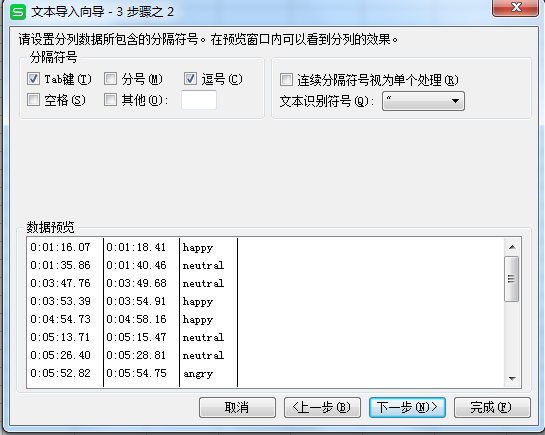 文本导入向导 - 3 步骤之 2
请设置分列数据所包含的分隔符号。在预览窗口内可以看到分列的效果。
分隔符号
Tab键(T) 分号(M) 逗号(C) 连续分隔符号视为单个处理(R)
空格(S) 其他(O): 文本识别符号(Q): “
数据预览
0:01:16.07 0:01:18.41 happy
0:01:35.86 0:01:40.46 neutral
0:03:47.76 0:03:49.68 neutral
0:03:53.39 0:03:54.91 happy
0:04:54.73 0:04:58.16 happy
0:05:13.71 0:05:15.47 neutral
0:05:26.40 0:05:28.81 neutral
0:05:52.82 0:05:54.75 angry
取消 <上一步(B) 下一步(N)> 完成(F)